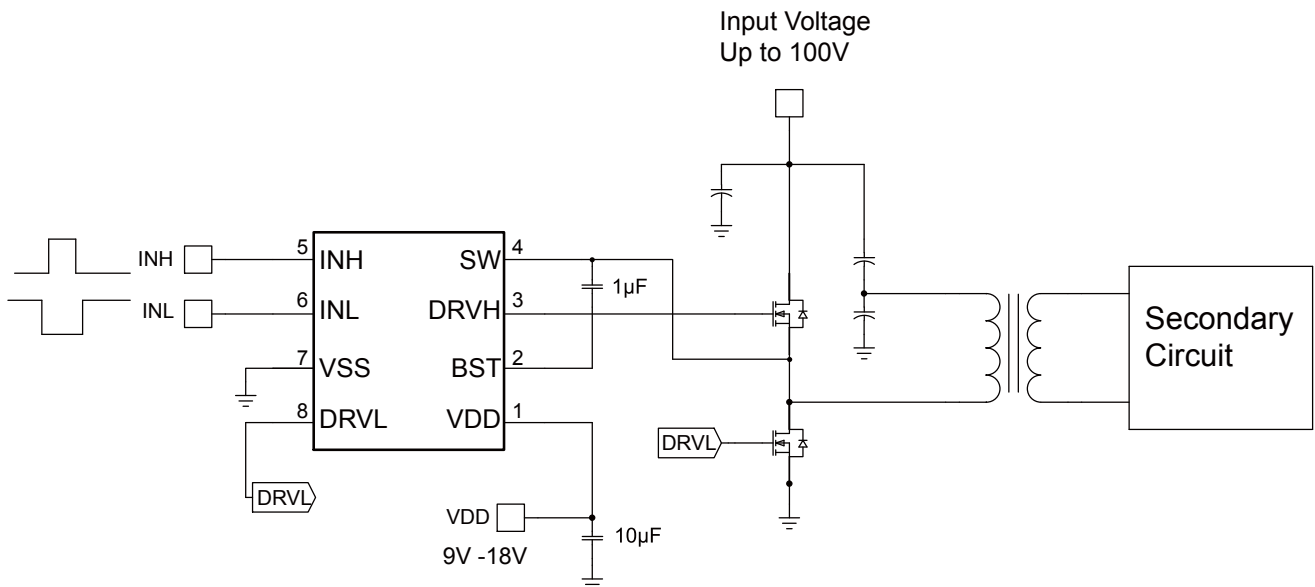 Input Voltage
Up to 100V
INH
5
INH
SW
4
1µF
INL
6
INL
DRVH
3
7
VSS
BST
2
8
DRVL
VDD
1
DRVL
DRVL
VDD
10µF
9V -18V
Secondary
Circuit